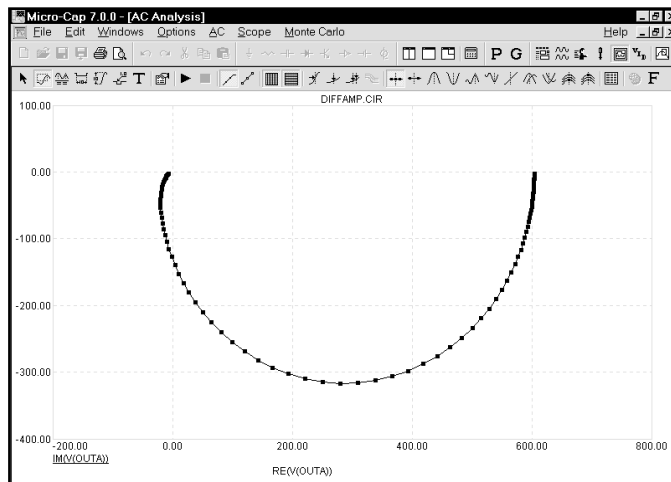 Micro-Cap 7.0.0 - [AC Analysis]
File Edit Windows Options AC Scope Monte Carlo Help
P G
T F
DIFFAMP.CIR
100.00
0.00
-100.00
-200.00
-300.00
-400.00
-200.00 0.00 200.00 400.00 600.00 800.00
IM(V(OUTA))
RE(V(OUTA))